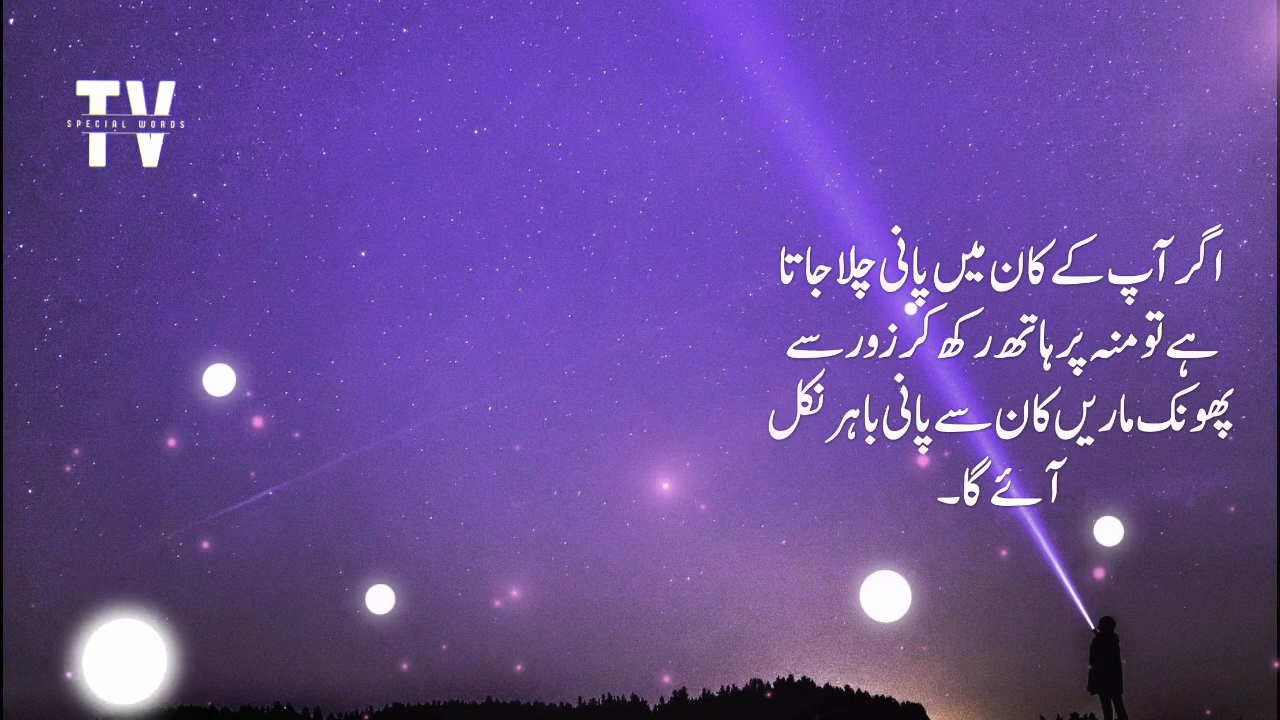 TV
SPECIAL WORDS
اگر آپ کے کان میں پانی چلا جاتا
ہے تو منہ پر ہاتھ رکھ کر زور سے
پھونک ماریں کان سے پانی باہر نکل
آئے گا۔